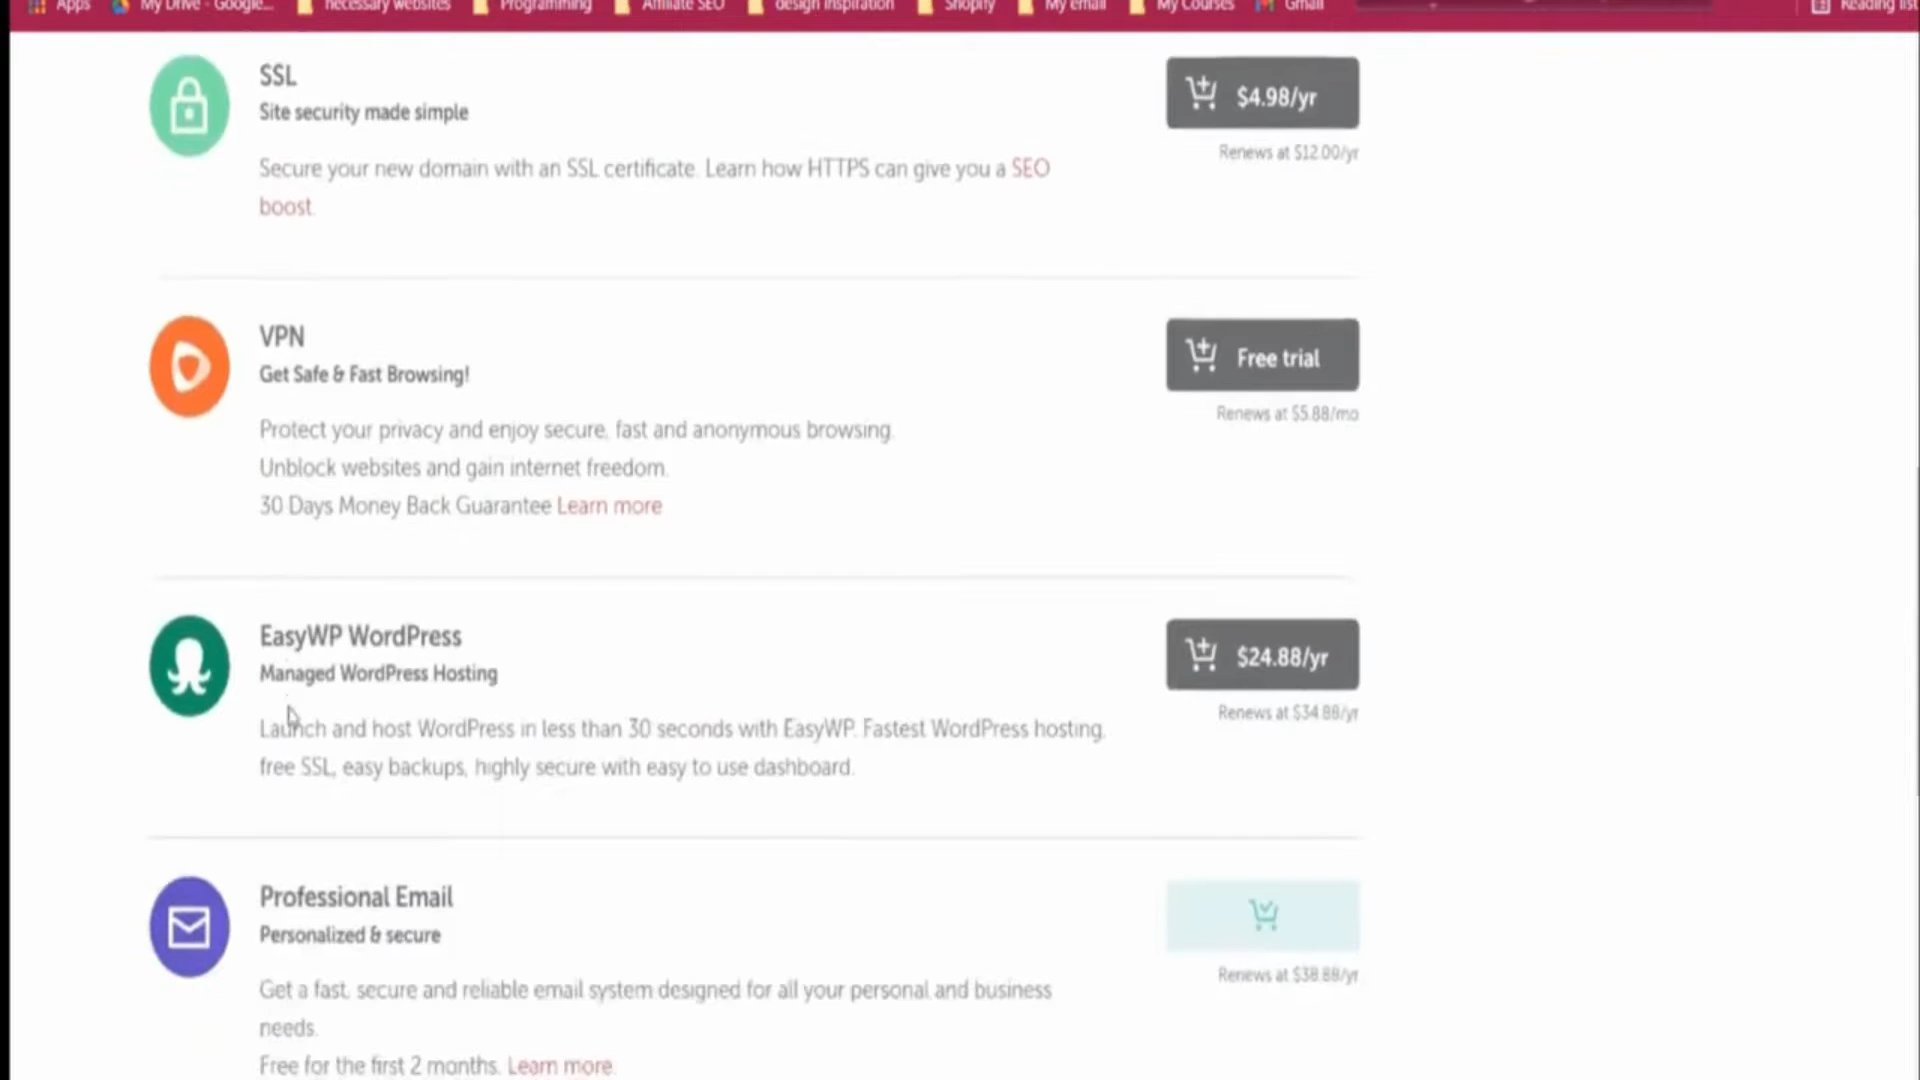 Apps My Drive - Google... necessary websites Programming Affiliate SEO design inspiration Shopify My email My Courses Gmail Reading list
SSL
Site security made simple
$4.98/yr
Renews at $12.00/yr
Secure your new domain with an SSL certificate. Learn how HTTPS can give you a SEO
boost.
VPN
Get Safe & Fast Browsing!
Free trial
Renews at $5.88/mo
Protect your privacy and enjoy secure, fast and anonymous browsing.
Unblock websites and gain internet freedom.
30 Days Money Back Guarantee Learn more
EasyWP WordPress
Managed WordPress Hosting
$24.88/yr
Renews at $34.88/yr
Launch and host WordPress in less than 30 seconds with EasyWP. Fastest WordPress hosting,
free SSL, easy backups, highly secure with easy to use dashboard.
Professional Email
Personalized & secure
Renews at $38.88/yr
Get a fast, secure and reliable email system designed for all your personal and business
needs.
Free for the first 2 months. Learn more.